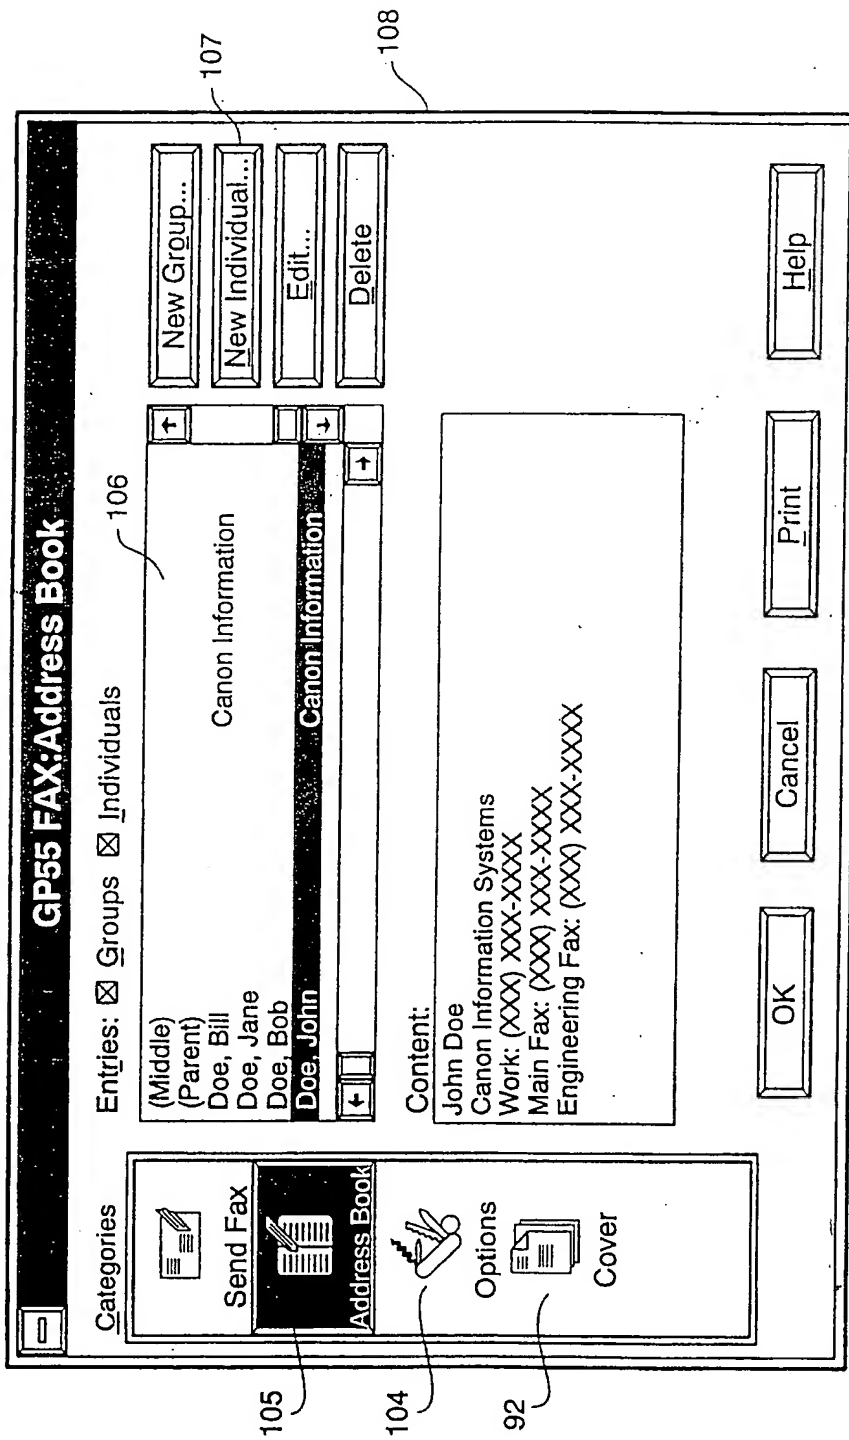 GP55 FAX:Address Book
Categories
Send Fax
Address Book
Options
Cover
Entries: ☒ Groups ☒ Individuals
(Middle)
(Parent)
Doe, Bill Canon Information
Doe, Jane
Doe, Bob
Doe, John Canon Information
New Group...
New Individual...
Edit...
Delete
Content:
John Doe
Canon Information Systems
Work: (XXX) XXX-XXXX
Main Fax: (XXX) XXX-XXXX
Engineering Fax: (XXX) XXX-XXXX
OK
Cancel
Print
Help
105
104
92
106
107
108